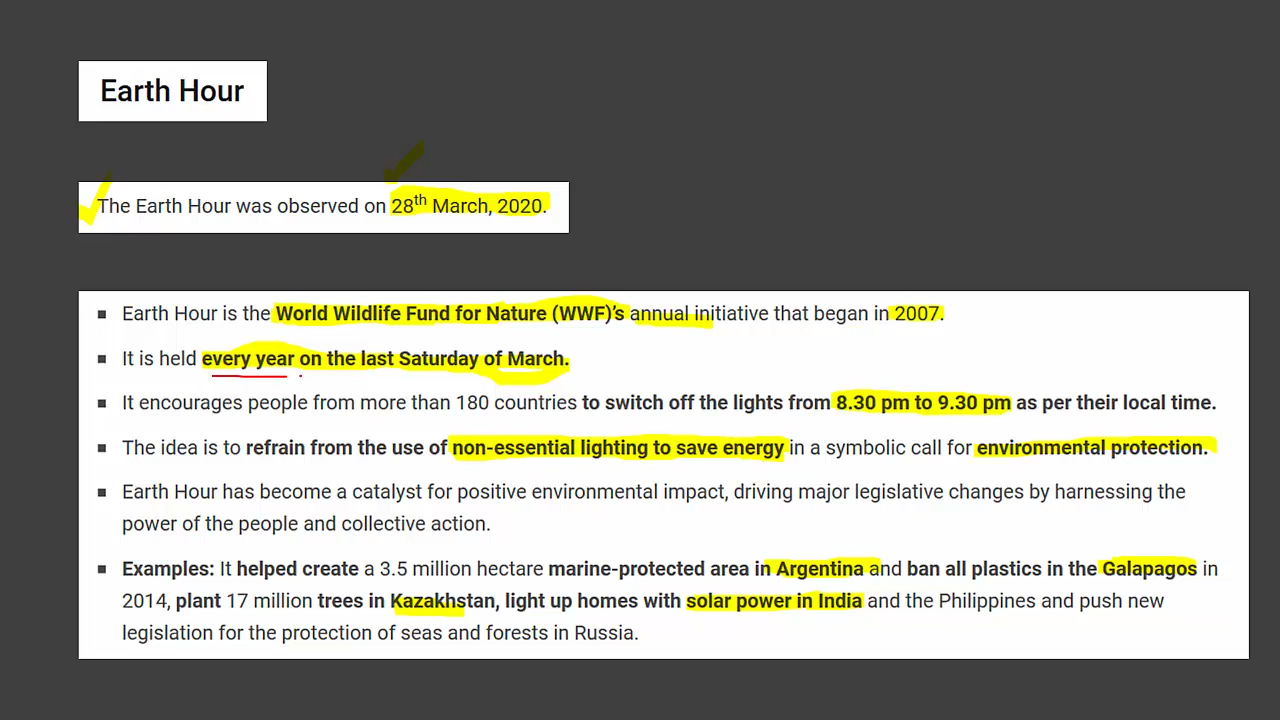 Earth Hour
The Earth Hour was observed on 28th March, 2020.
▪ Earth Hour is the World Wildlife Fund for Nature (WWF)'s annual initiative that began in 2007.
▪ It is held every year on the last Saturday of March.
▪ It encourages people from more than 180 countries to switch off the lights from 8.30 pm to 9.30 pm as per their local time.
▪ The idea is to refrain from the use of non-essential lighting to save energy in a symbolic call for environmental protection.
▪ Earth Hour has become a catalyst for positive environmental impact, driving major legislative changes by harnessing the
power of the people and collective action.
▪ Examples: It helped create a 3.5 million hectare marine-protected area in Argentina and ban all plastics in the Galapagos in
2014, plant 17 million trees in Kazakhstan, light up homes with solar power in India and the Philippines and push new
legislation for the protection of seas and forests in Russia.